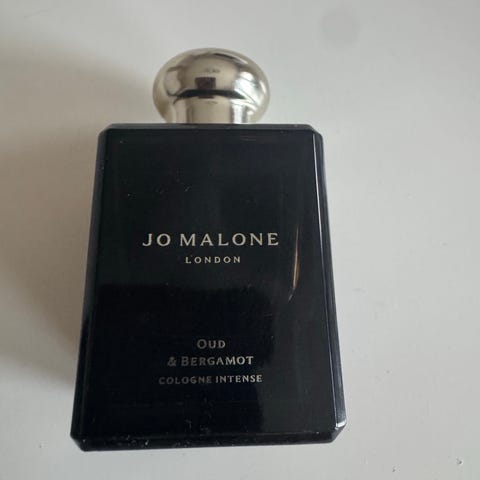 JO MALONE
LONDON
OUD
& BERGAMOT
COLOGNE INTENSE